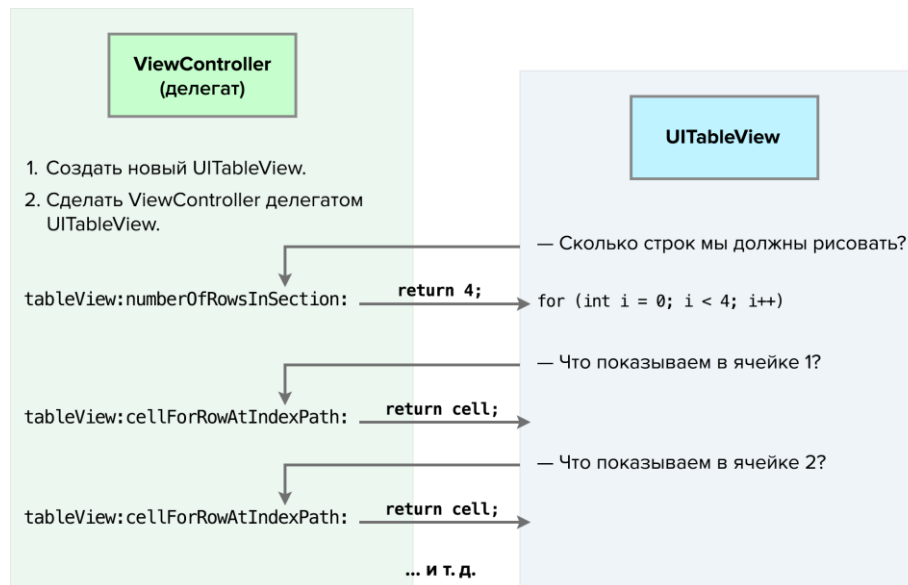 ViewController
(делегат)
UITableView
1. Создать новый UITableView.
2. Сделать ViewController делегатом
UITableView.
— Сколько строк мы должны рисовать?
tableView:numberOfRowsInSection:
return 4;
for (int i = 0; i < 4; i++)
— Что показываем в ячейке 1?
tableView:cellForRowAtIndexPath:
return cell;
— Что показываем в ячейке 2?
tableView:cellForRowAtIndexPath:
return cell;
... и т. д.